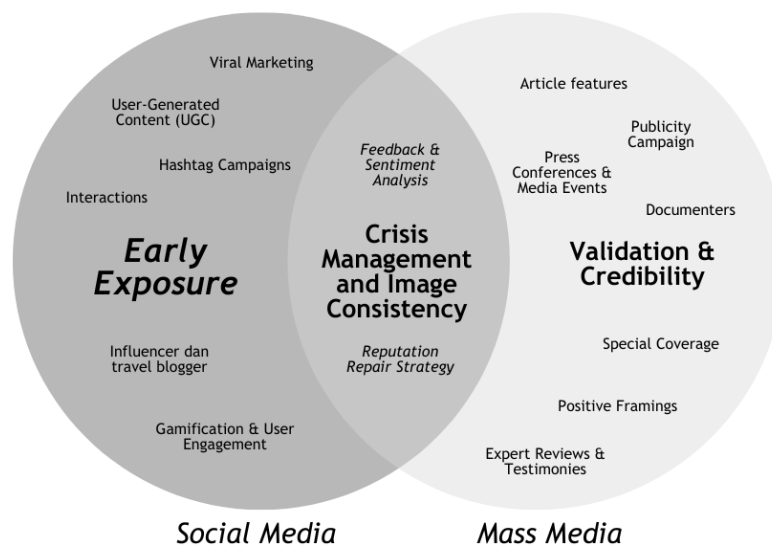 Viral Marketing
User-Generated
Content (UGC)
Hashtag Campaigns
Interactions
Early
Exposure
Influencer dan
travel blogger
Gamification & User
Engagement
Feedback &
Sentiment
Analysis
Crisis
Management
and Image
Consistency
Reputation
Repair Strategy
Article features
Publicity
Campaign
Press
Conferences &
Media Events
Documenters
Validation &
Credibility
Special Coverage
Positive Framings
Expert Reviews &
Testimonies
Social Media
Mass Media